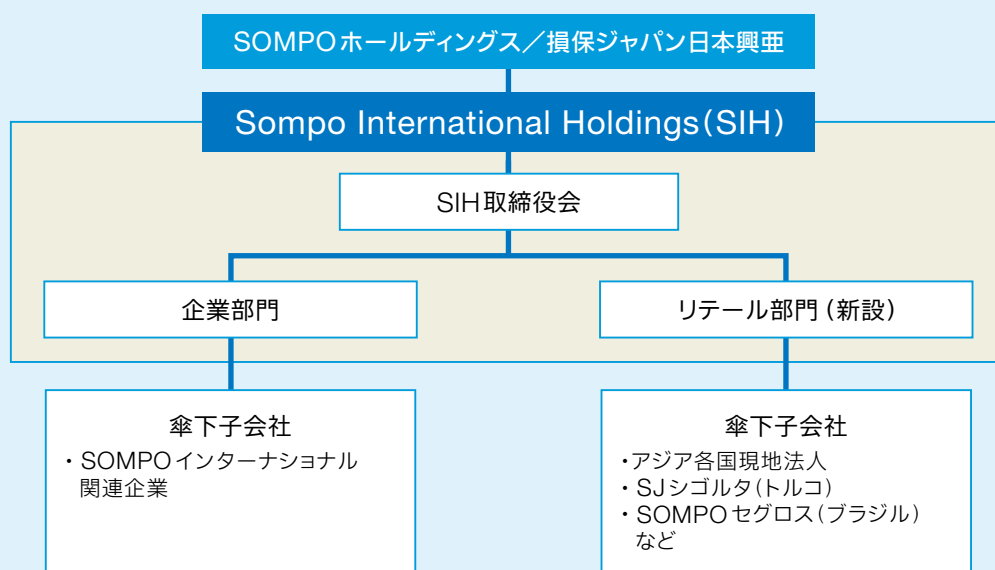 SOMPOホールディングス／損保ジャパン日本興亜
Sompo International Holdings(SIH)
SIH取締役会
企業部門
リテール部門(新設)
傘下子会社
・SOMPOインターナショナル
関連企業
傘下子会社
・アジア各国現地法人
・SJシゴルタ(トルコ)
・SOMPOセグロス(ブラジル)
など